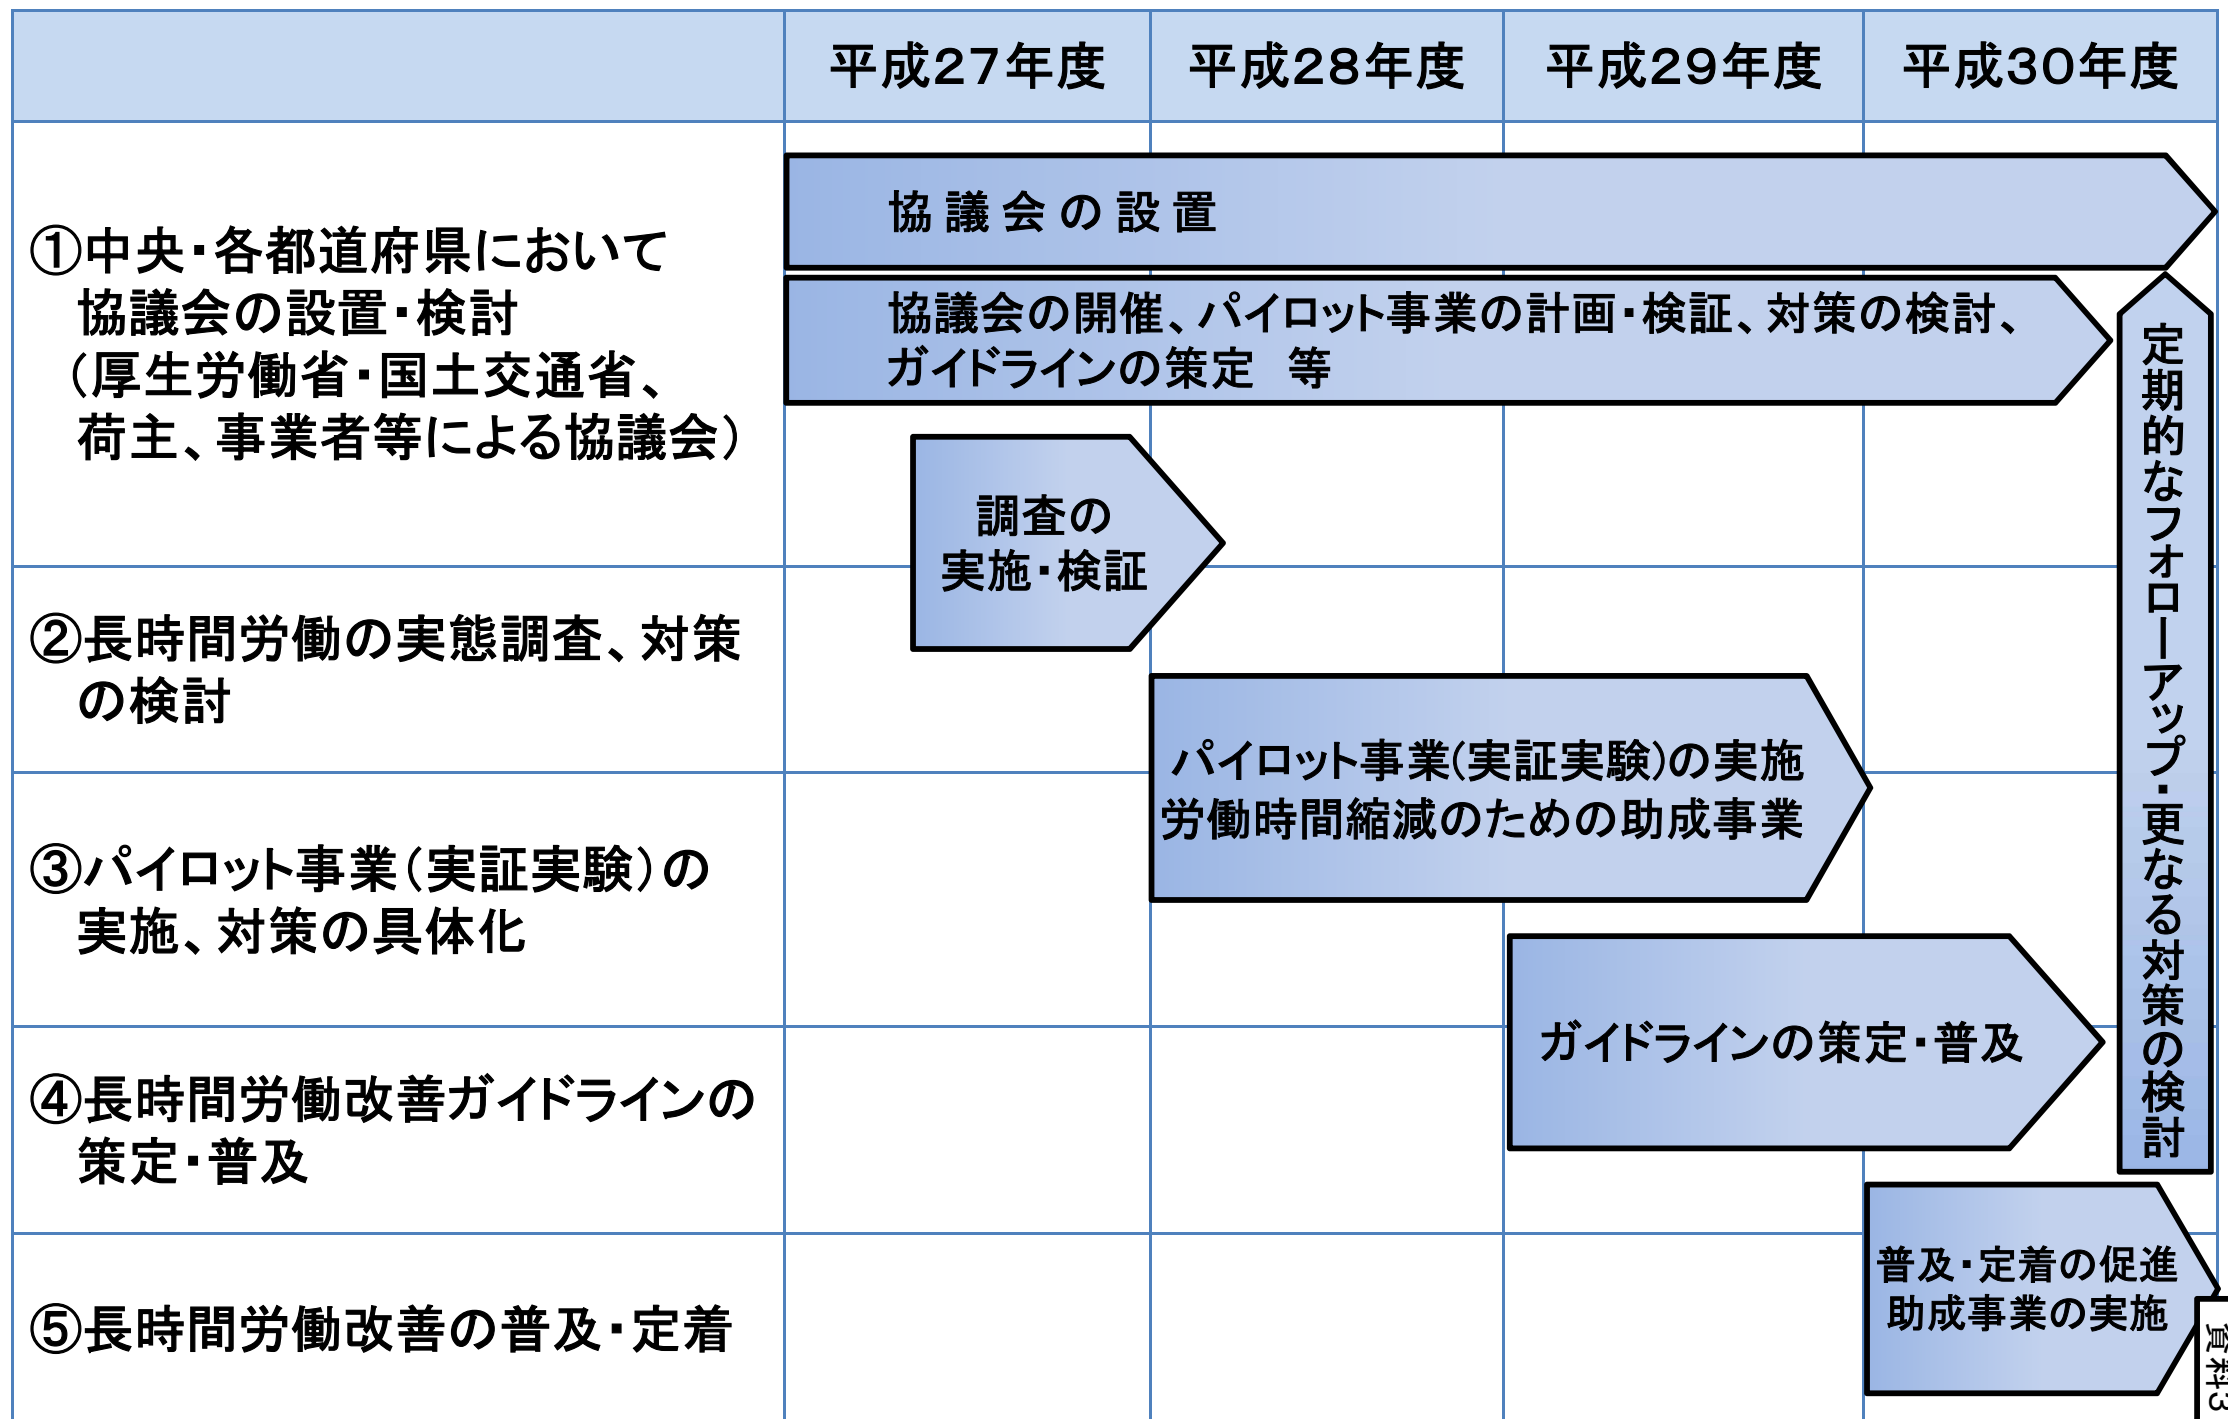 平成27年度
平成28年度
平成29年度
平成30年度
①中央・各都道府県において
協議会の設置・検討
（厚生労働省・国土交通省、
荷主、事業者等による協議会）
協議会の設置
協議会の開催、パイロット事業の計画・検証、対策の検討、
ガイドラインの策定　等
調査の
実施・検証
定期的なフォローアップ・更なる対策の検討
②長時間労働の実態調査、対策
の検討
パイロット事業(実証実験)の実施
労働時間縮減のための助成事業
③パイロット事業（実証実験）の
実施、対策の具体化
ガイドラインの策定・普及
④長時間労働改善ガイドラインの
策定・普及
普及・定着の促進
助成事業の実施
⑤長時間労働改善の普及・定着
資料3